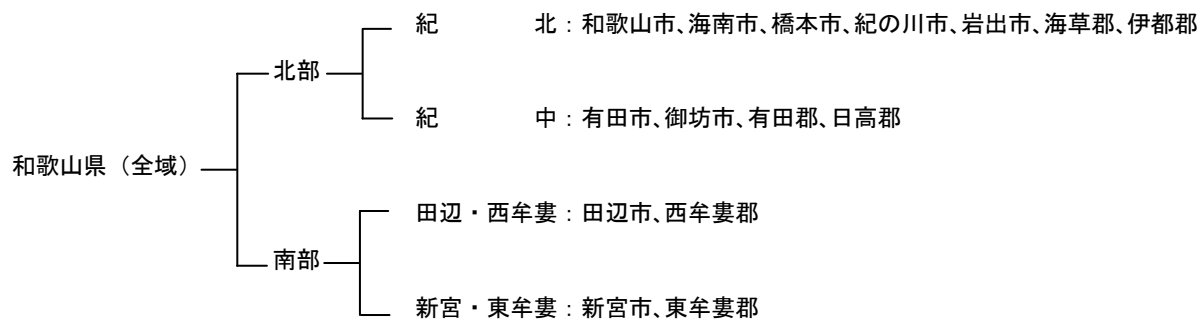 紀　　　　北：和歌山市、海南市、橋本市、紀の川市、岩出市、海草郡、伊都郡
北部
紀　　　　中：有田市、御坊市、有田郡、日高郡
和歌山県（全域）
田辺・西牟婁：田辺市、西牟婁郡
南部
新宮・東牟婁：新宮市、東牟婁郡